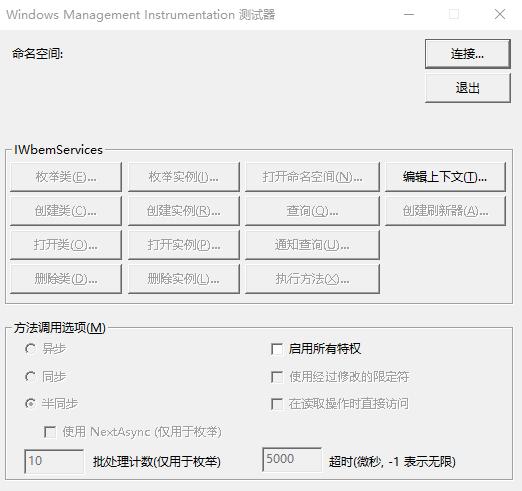 Windows Management Instrumentation 测试器
命名空间:
连接...
退出
IWbemServices
枚举类(E)... 枚举实例(I)... 打开命名空间(N)... 编辑上下文(T)...
创建类(C)... 创建实例(R)... 查询(Q)... 创建刷新器(A)...
打开类(O)... 打开实例(P)... 通知查询(U)...
删除类(D)... 删除实例(L)... 执行方法(X)...
方法调用选项(M)
异步 启用所有特权
同步 使用经过修改的限定符
半同步 在读取操作时直接访问
使用 NextAsync (仅用于枚举)
10 批处理计数(仅用于枚举) 5000 超时(微秒, -1 表示无限)